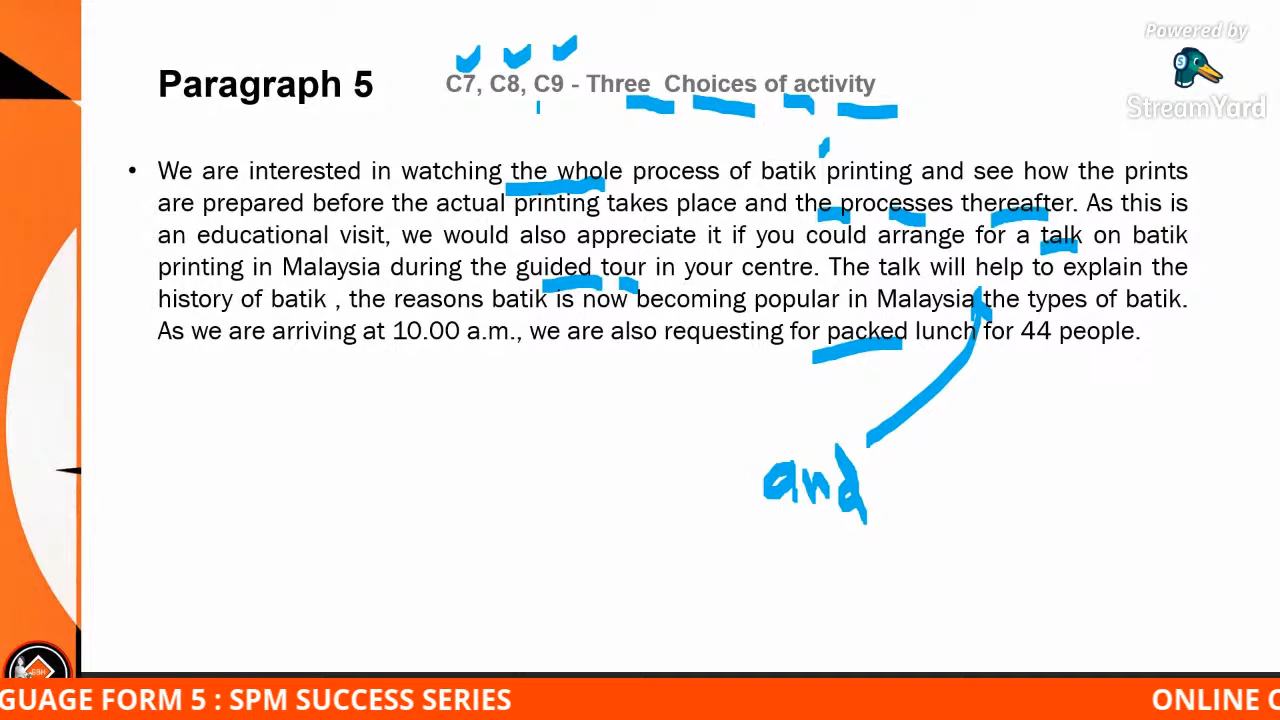 Powered by
StreamYard
Paragraph 5
C7, C8, C9 - Three Choices of activity
• We are interested in watching the whole process of batik printing and see how the prints
are prepared before the actual printing takes place and the processes thereafter. As this is
an educational visit, we would also appreciate it if you could arrange for a talk on batik
printing in Malaysia during the guided tour in your centre. The talk will help to explain the
history of batik , the reasons batik is now becoming popular in Malaysia the types of batik.
As we are arriving at 10.00 a.m., we are also requesting for packed lunch for 44 people.
and
GUAGE FORM 5 : SPM SUCCESS SERIES
ONLINE